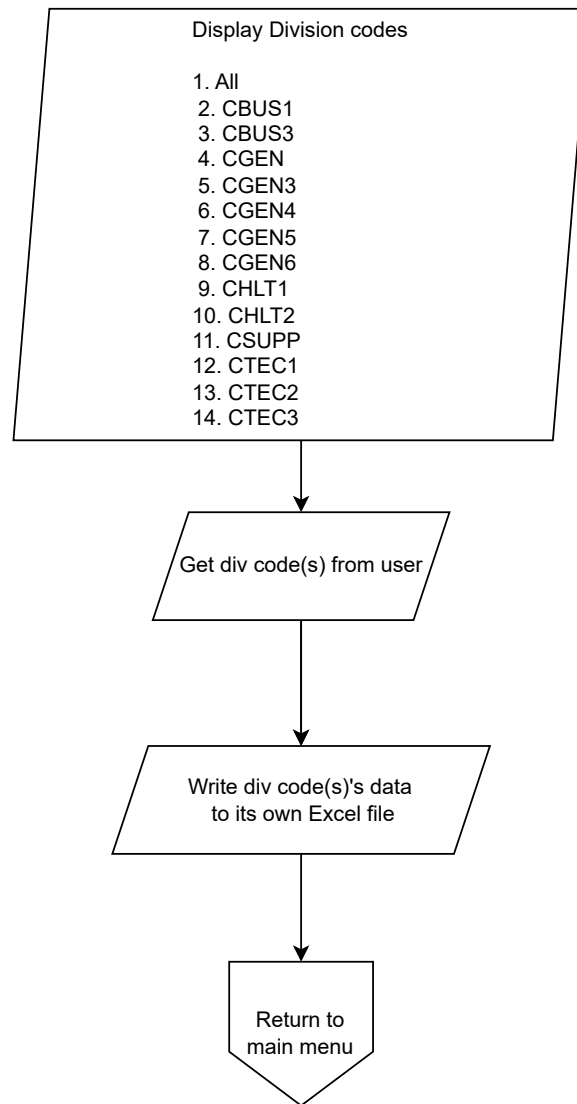 Display Division codes
1. All
2. CBUS1
3. CBUS3
4. CGEN
5. CGEN3
6. CGEN4
7. CGEN5
8. CGEN6
9. CHLT1
10. CHLT2
11. CSUPP
12. CTEC1
13. CTEC2
14. CTEC3
Get div code(s) from user
Write div code(s)'s data
to its own Excel file
Return to
main menu